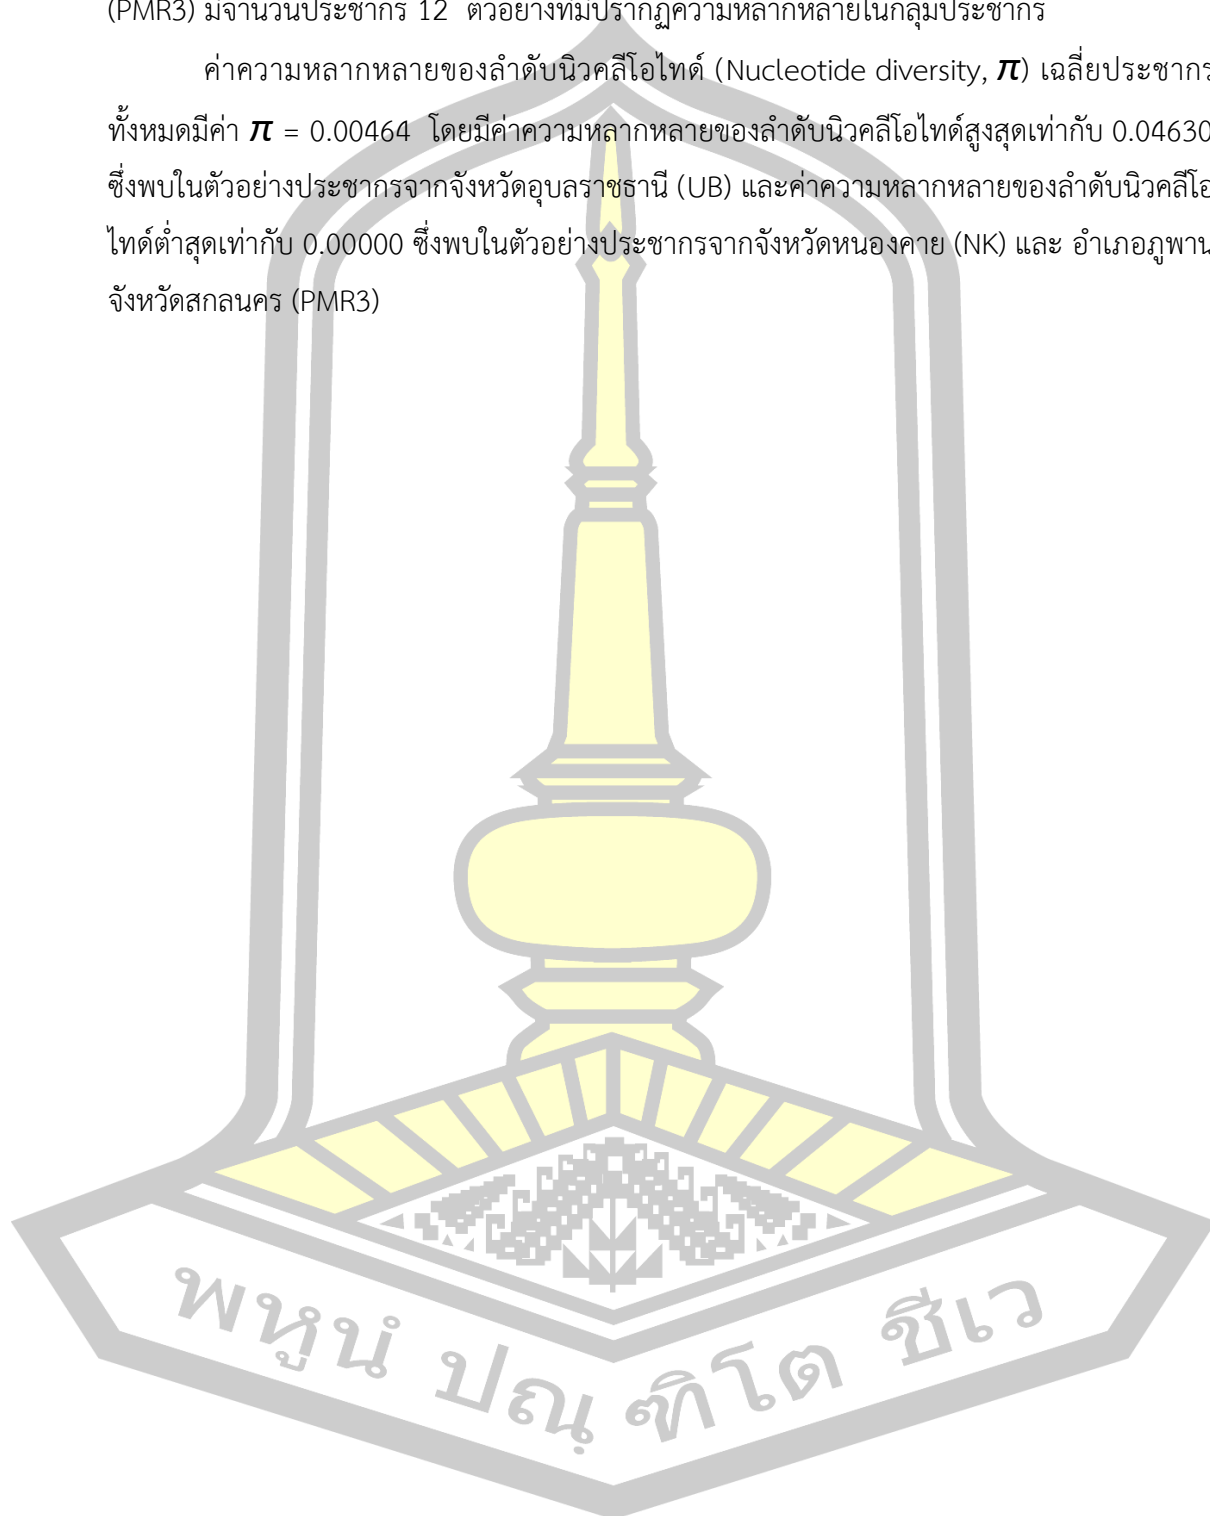 (PMR3) มีจำนวนประชากร 12 ตัวอย่างที่มีปรากฏความหลากหลายในกลุ่มประชากร
ค่าความหลากหลายของลำดับนิวคลีโอไทด์ (Nucleotide diversity, π) เฉลี่ยประชากร
ทั้งหมดมีค่า π = 0.00464 โดยมีค่าความหลากหลายของลำดับนิวคลีโอไทด์สูงสุดเท่ากับ 0.04630
ซึ่งพบในตัวอย่างประชากรจากจังหวัดอุบลราชธานี (UB) และค่าความหลากหลายของลำดับนิวคลีโอ
ไทด์ต่ำสุดเท่ากับ 0.00000 ซึ่งพบในตัวอย่างประชากรจากจังหวัดหนองคาย (NK) และ อำเภอภูพาน
จังหวัดสกลนคร (PMR3)
พหูนํ ปณฺฑิโต ชีเว